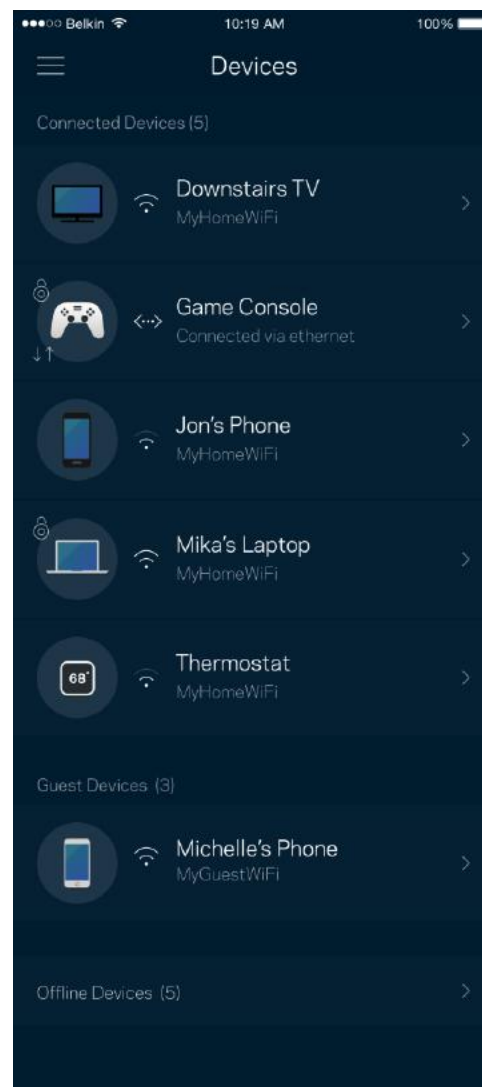 Belkin 10:19 AM 100%
Devices
Connected Devices (5)
Downstairs TV
MyHomeWiFi
Game Console
Connected via ethernet
Jon's Phone
MyHomeWiFi
Mika's Laptop
MyHomeWiFi
68°
Thermostat
MyHomeWiFi
Guest Devices (3)
Michelle's Phone
MyGuestWiFi
Offline Devices (5)